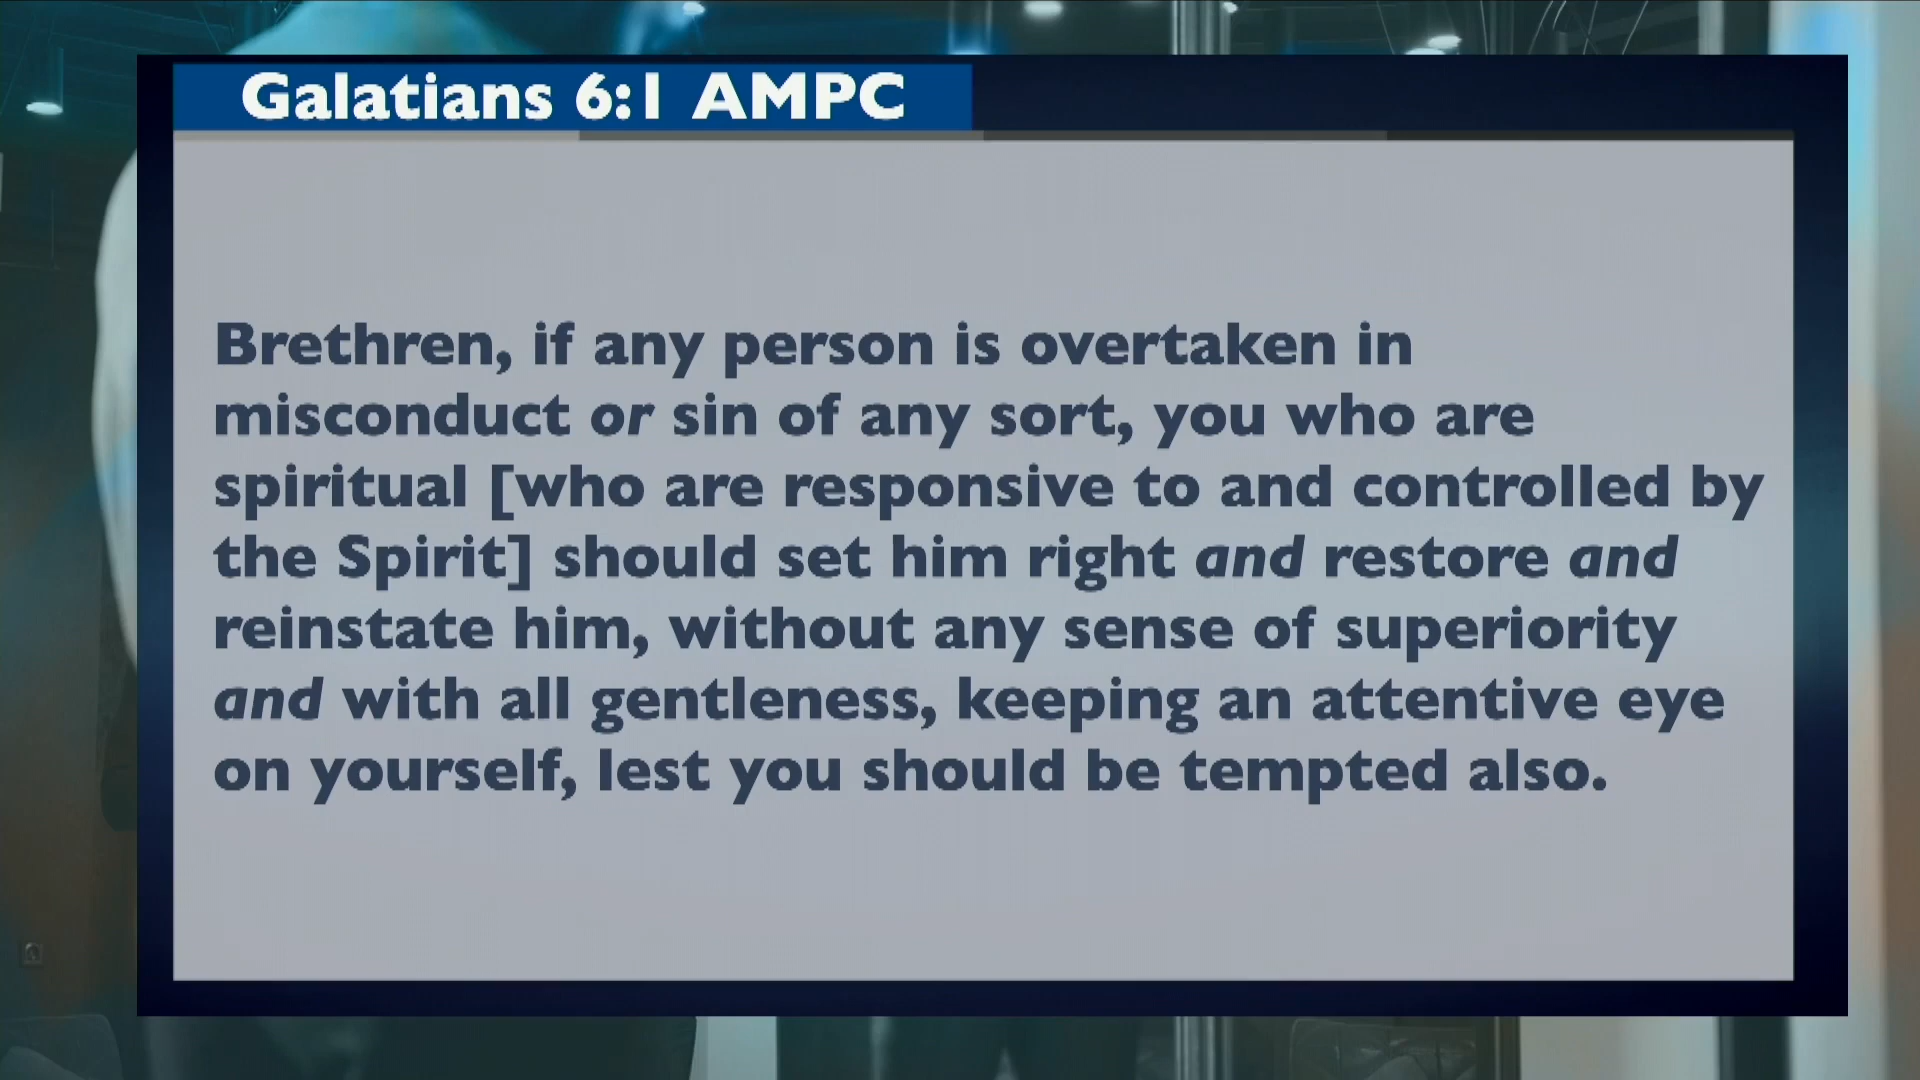 Galatians 6:1 AMPC
Brethren, if any person is overtaken in
misconduct or sin of any sort, you who are
spiritual [who are responsive to and controlled by
the Spirit] should set him right and restore and
reinstate him, without any sense of superiority
and with all gentleness, keeping an attentive eye
on yourself, lest you should be tempted also.